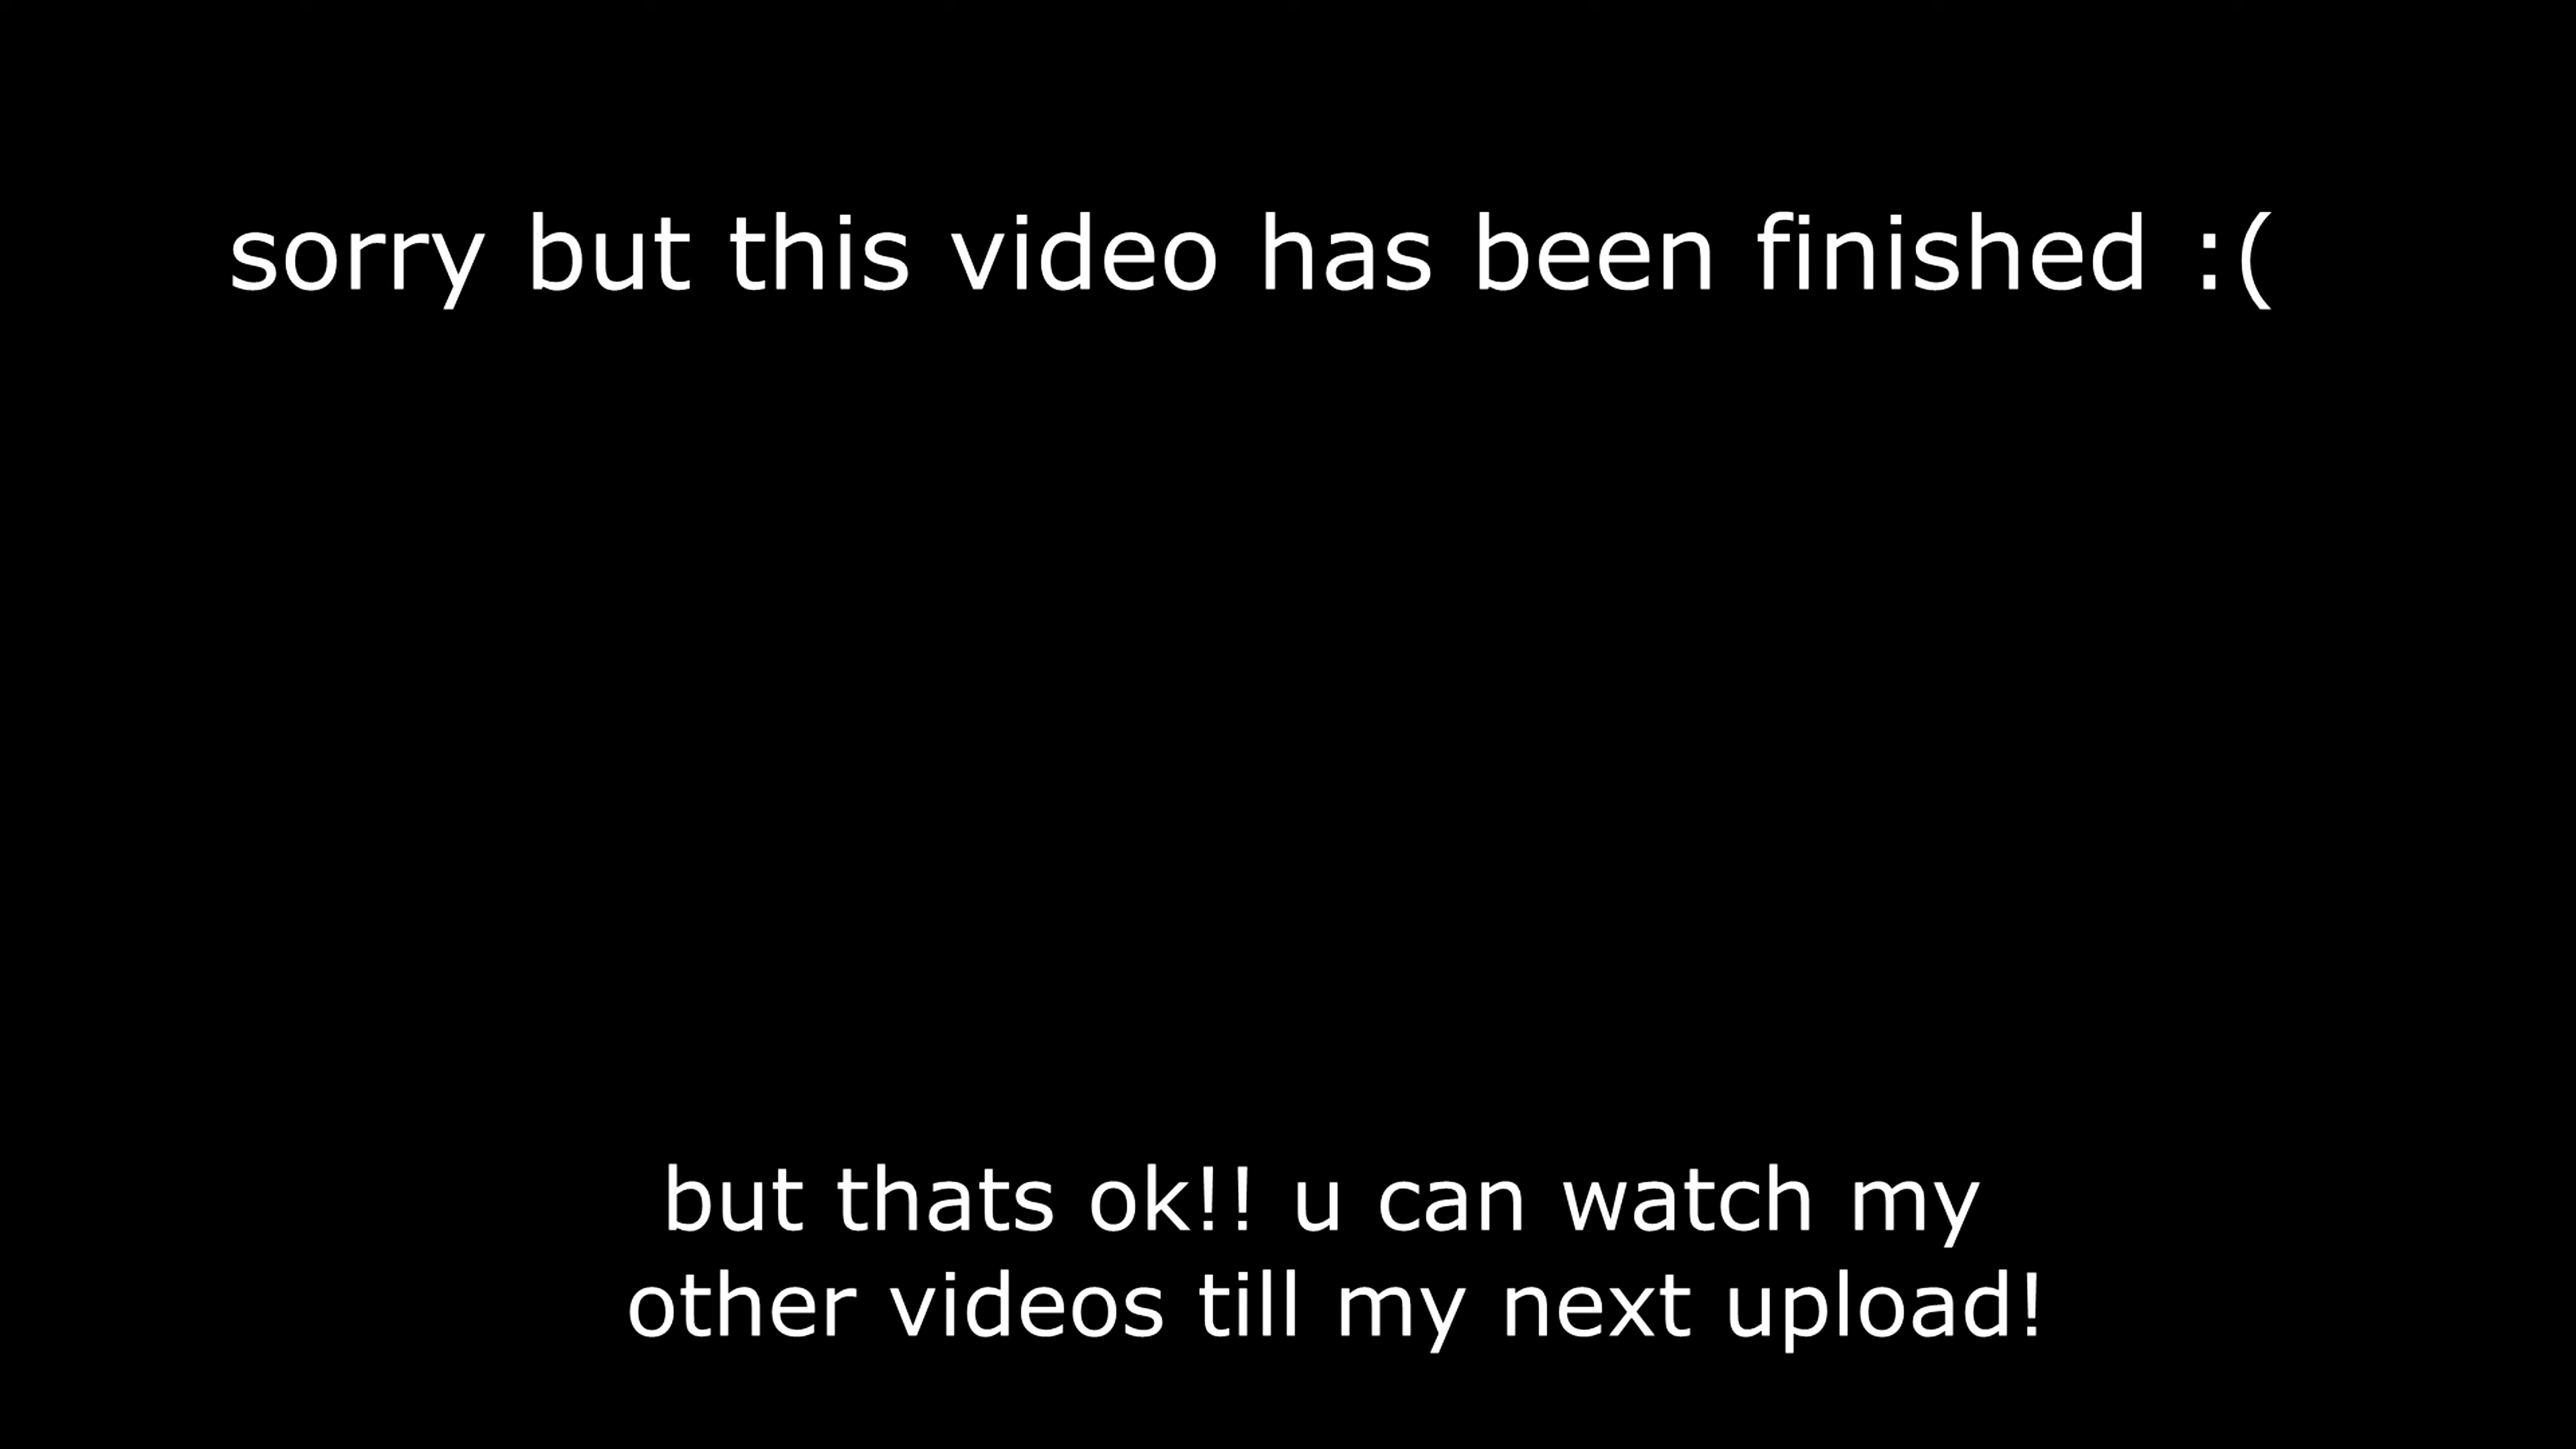 sorry but this video has been finished :(
but thats ok!! u can watch my
other videos till my next upload!